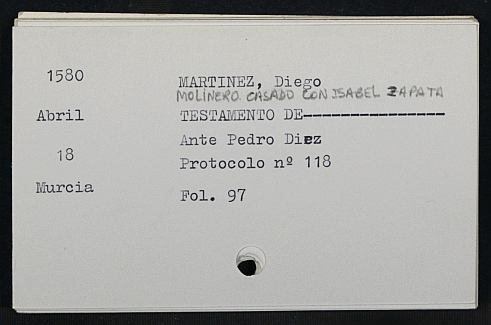 1580
MARTINEZ, Diego
MOLINERO CASADO CON ISABEL ZAPATA
Abril
TESTAMENTO DE----------------
Ante Pedro Diez
18
Protocolo nº 118
Murcia
Fol. 97